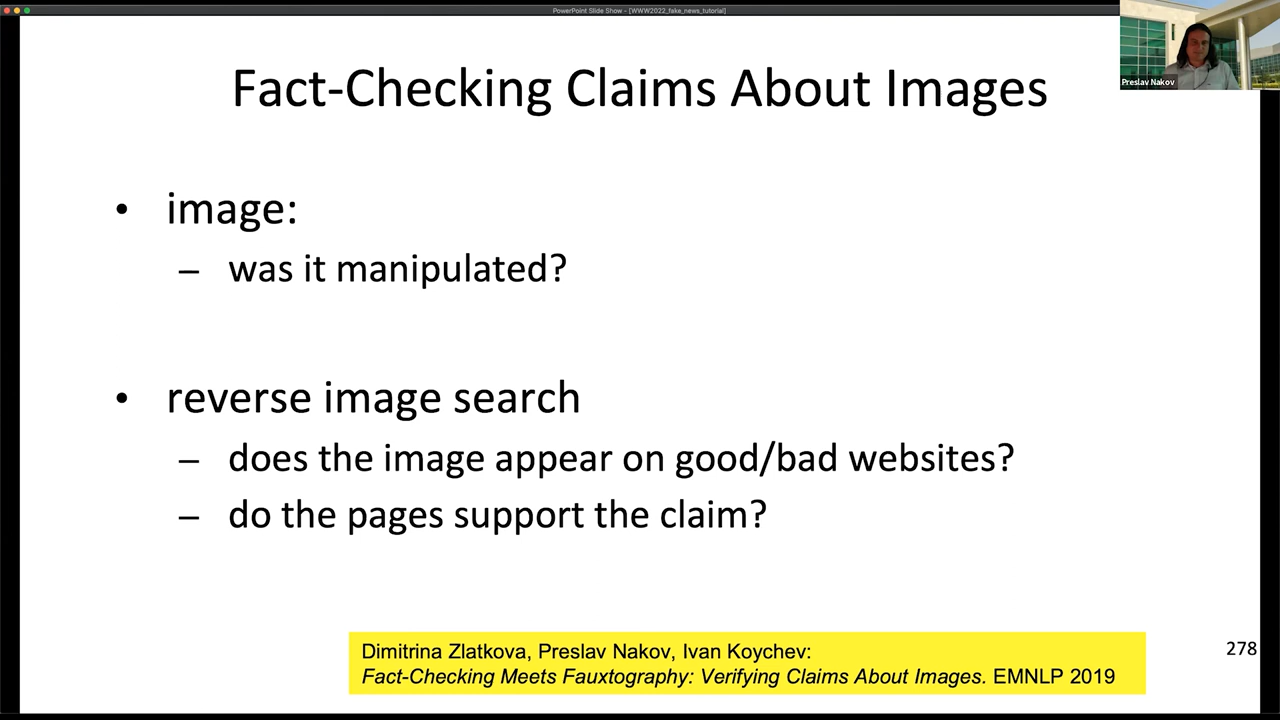 PowerPoint Slide Show - [WWW2022_fake_news_tutorial]
Preslav Nakov
Fact-Checking Claims About Images
• image:
– was it manipulated?
• reverse image search
– does the image appear on good/bad websites?
– do the pages support the claim?
Dimitrina Zlatkova, Preslav Nakov, Ivan Koychev:
Fact-Checking Meets Fauxtography: Verifying Claims About Images. EMNLP 2019
278